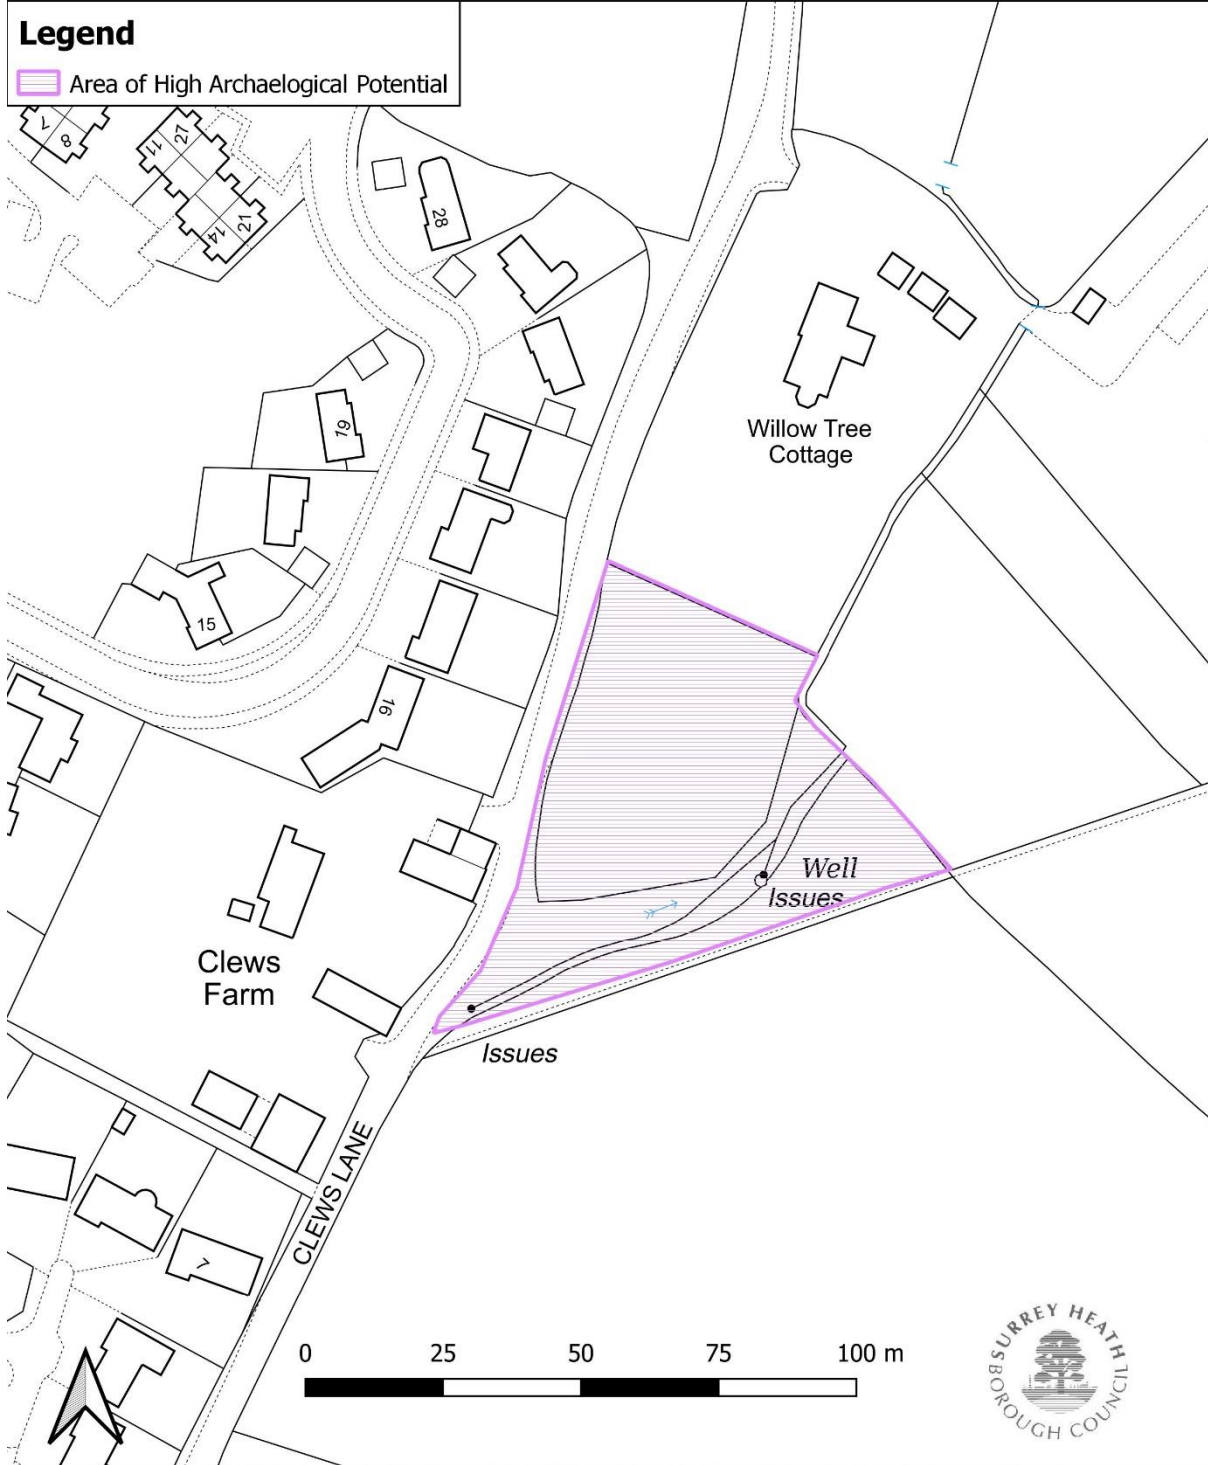 Legend
Area of High Archaelogical Potential
7
8
27
11
14
21
28
19
15
16
Willow Tree
Cottage
Well
Issues
Clews
Farm
Issues
CLEWS LANE
7
0 25 50 75 100 m
SURREY HEATH
BOROUGH COUNCIL